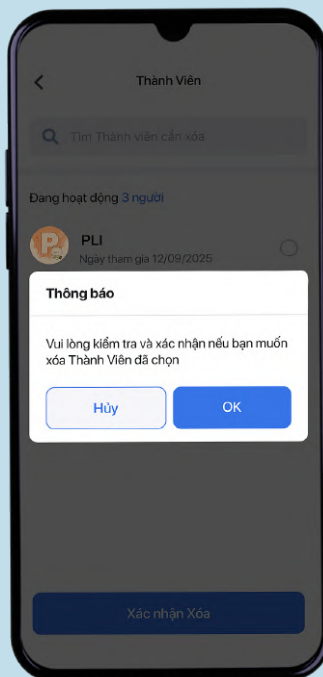 Thành Viên
Tìm Thành viên cần xóa
Đang hoạt động 3 người
PLI
Ngày tham gia 12/09/2025
Thông báo
Vui lòng kiểm tra và xác nhận nếu bạn muốn
xóa Thành Viên đã chọn
Hủy
OK
Xác nhận Xóa